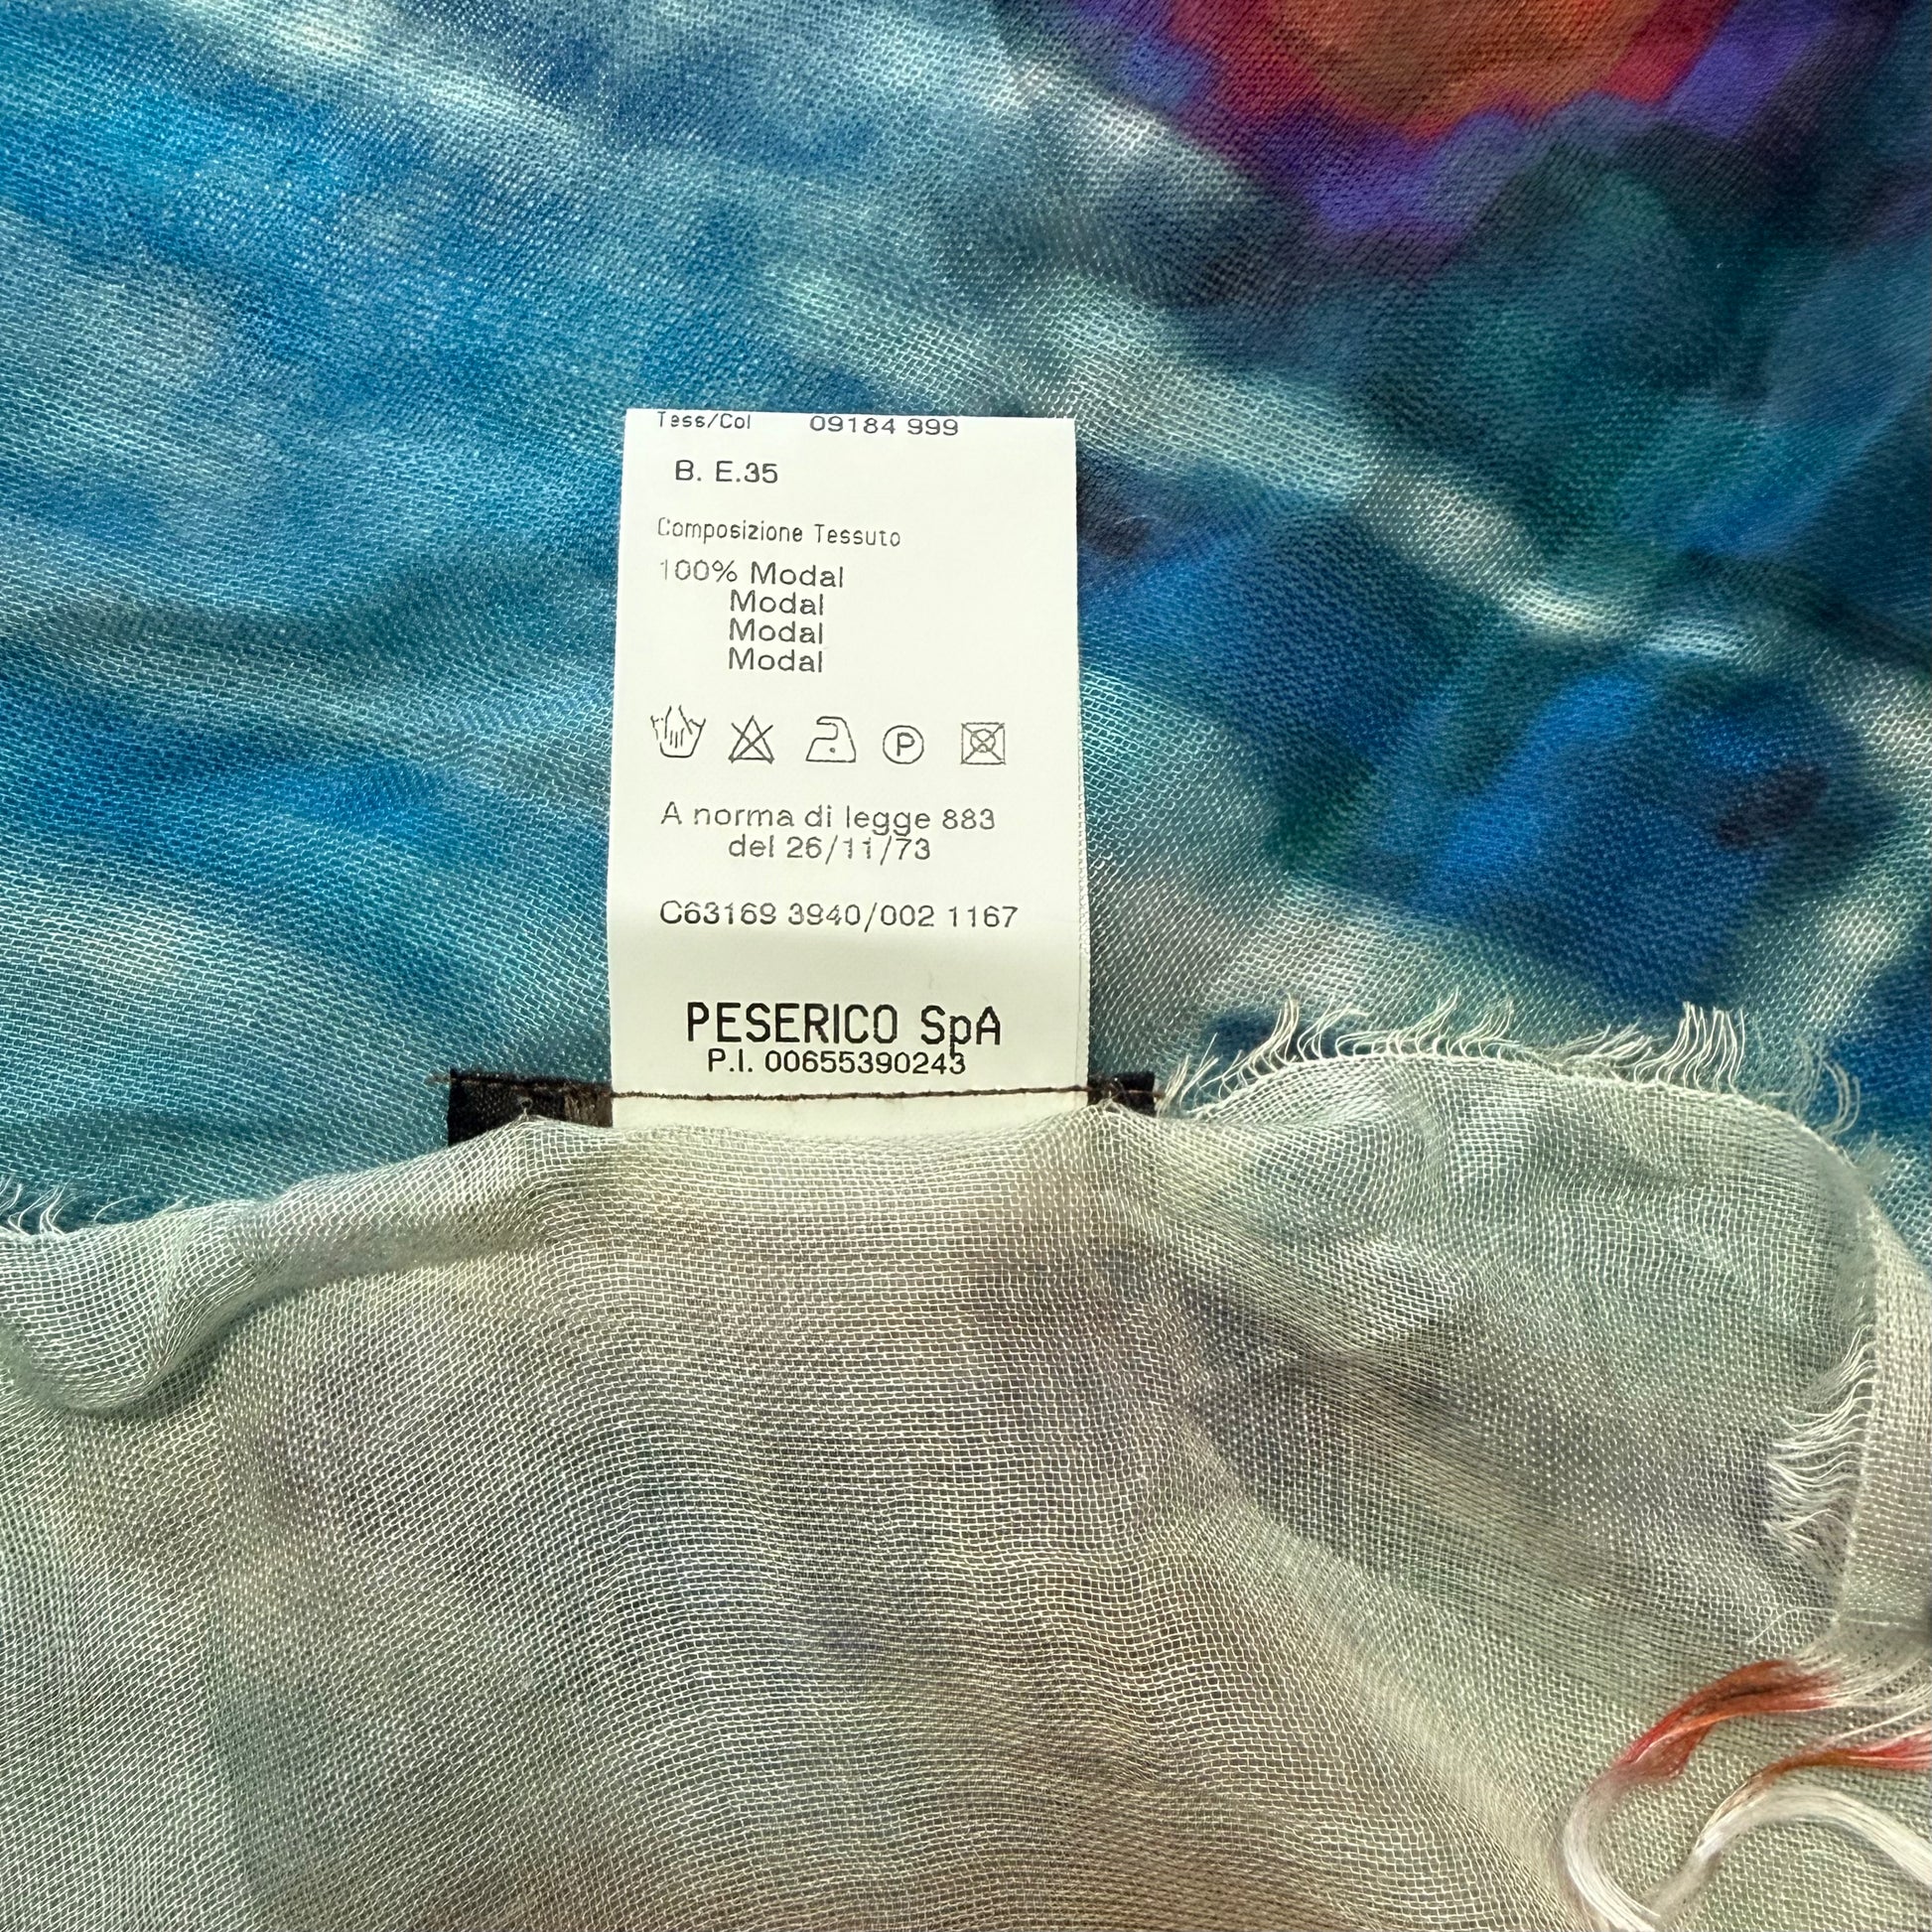 Tess/Col 09184 999
B. E.35
Composizione Tessuto
100% Modal
Modal
Modal
Modal
P
A norma di legge 883
del 26/11/73
C63169 3940/002 1167
PESERICO SpA
P.I. 00655390243